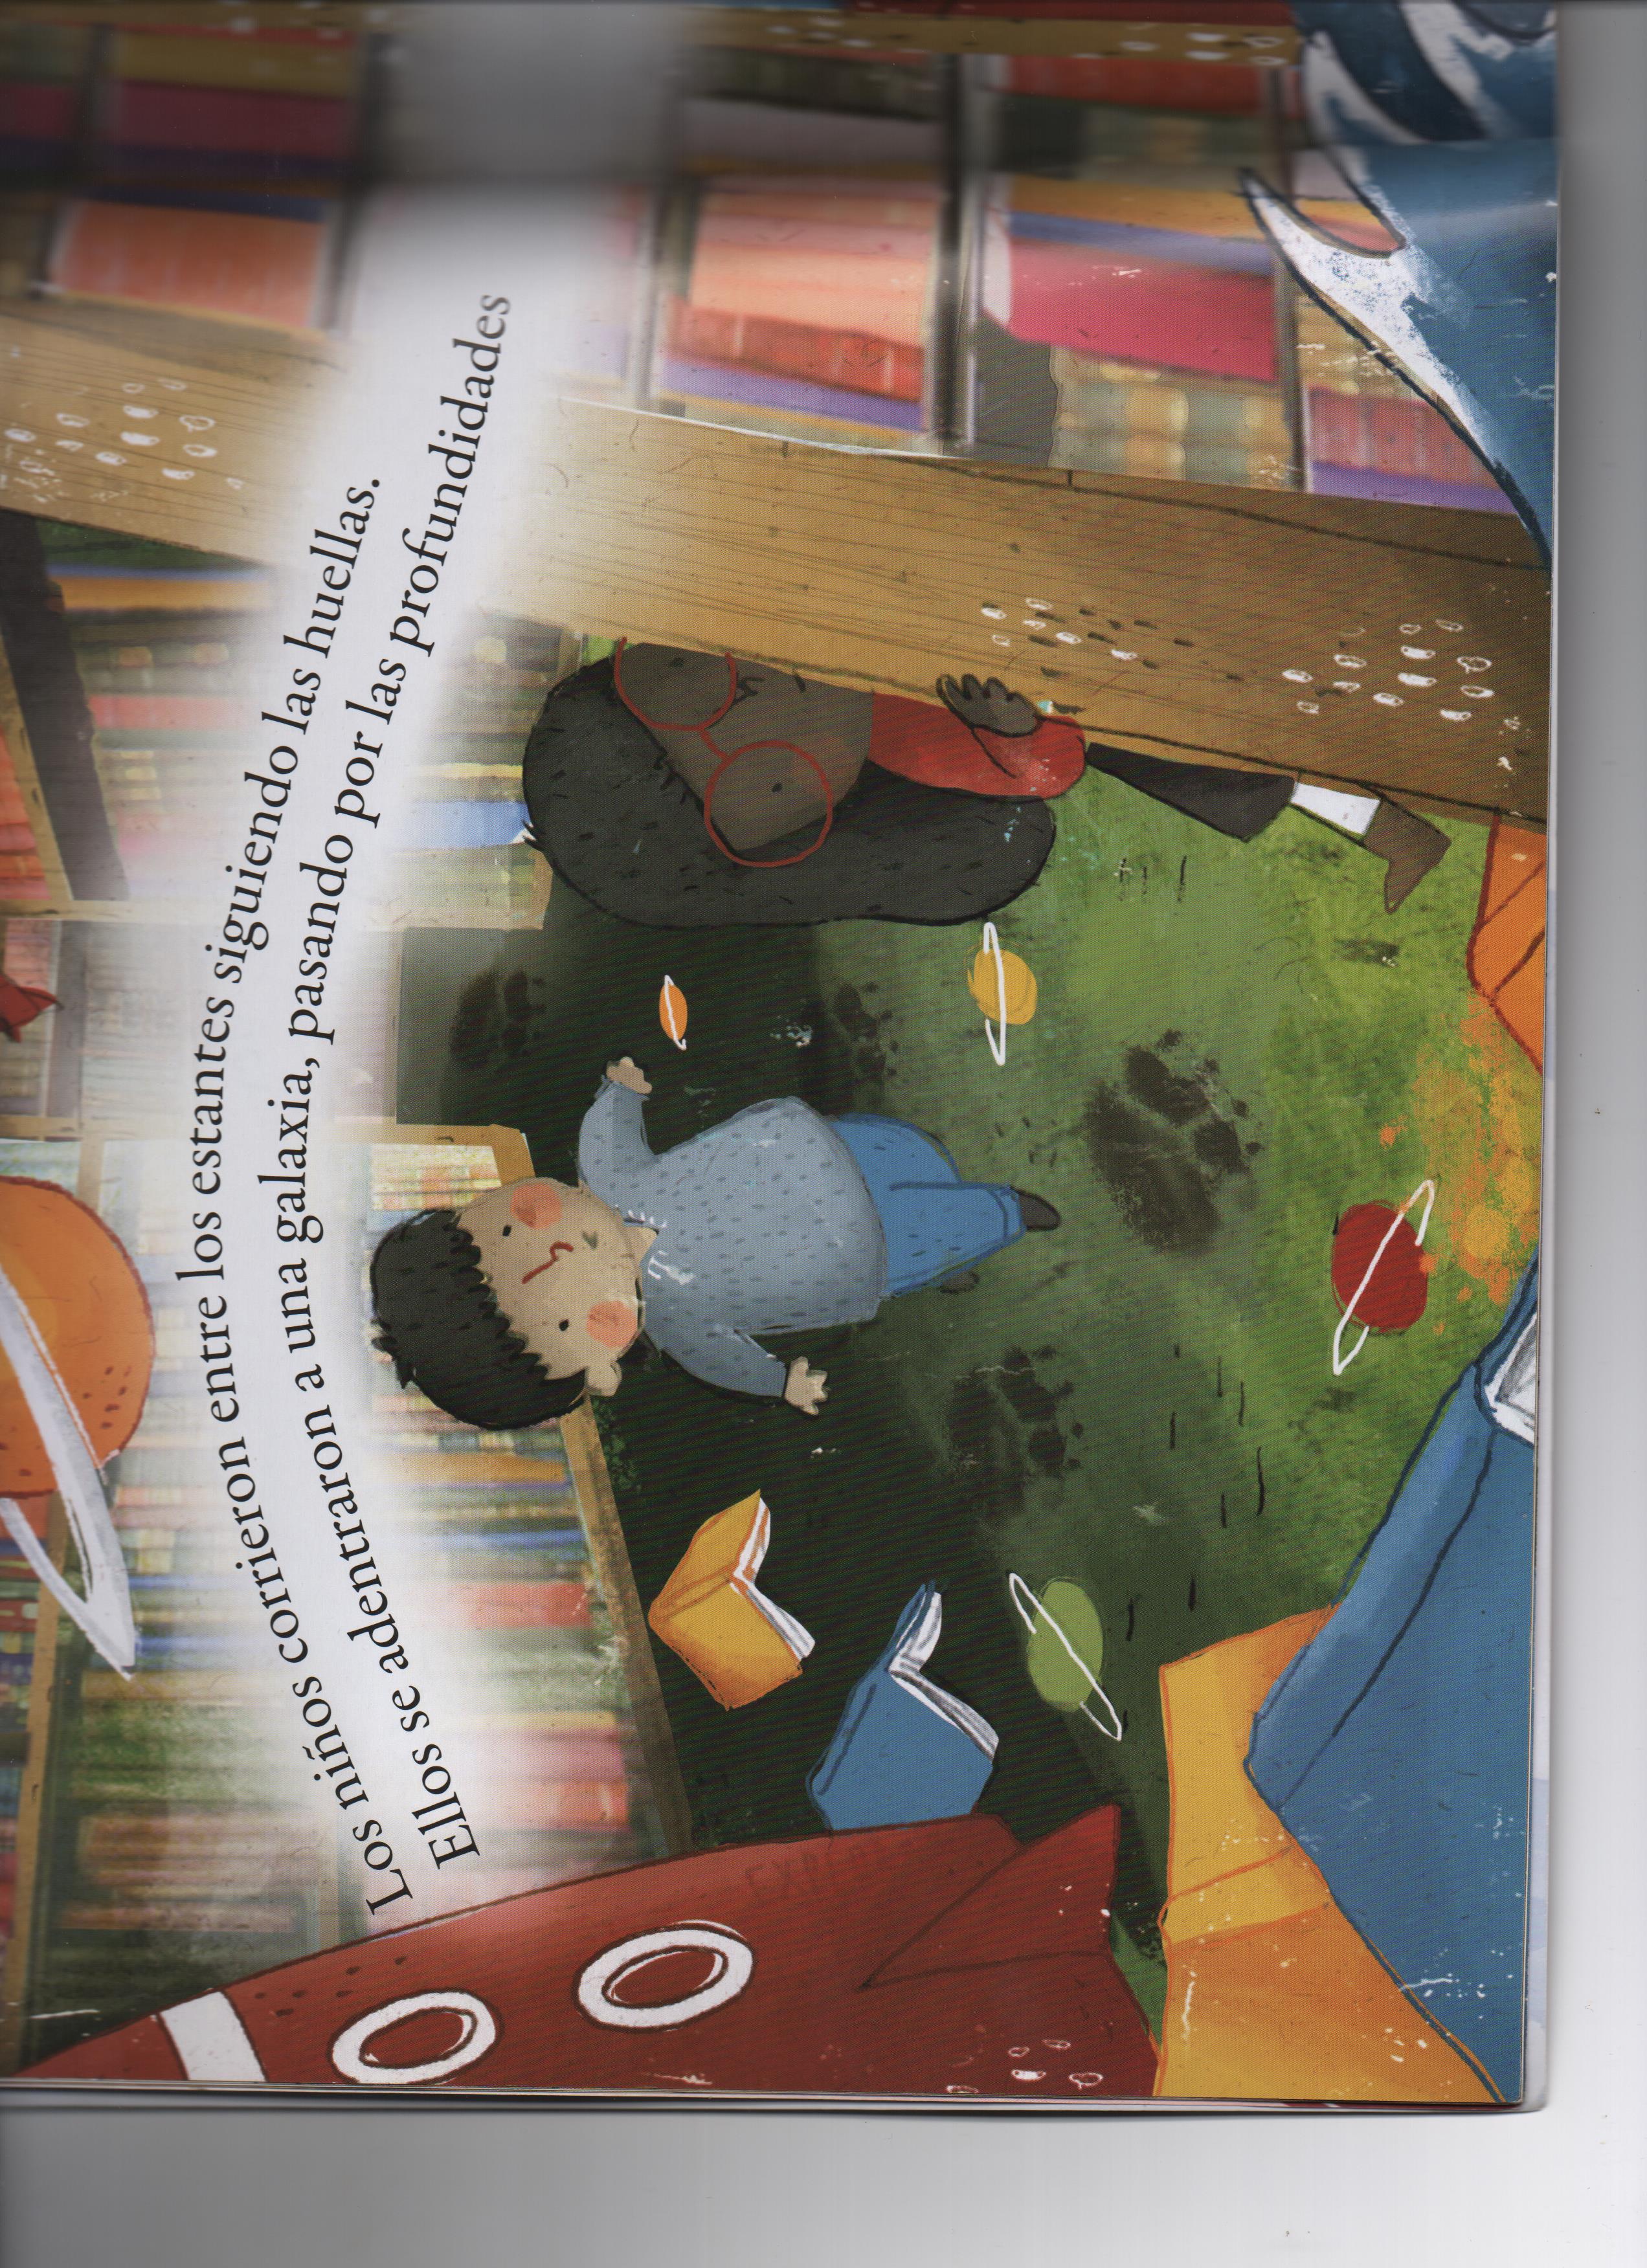 Los niños corrieron entre los estantes siguiendo las huellas.
Ellos se adentraron a una galaxia, pasando por las profundidades